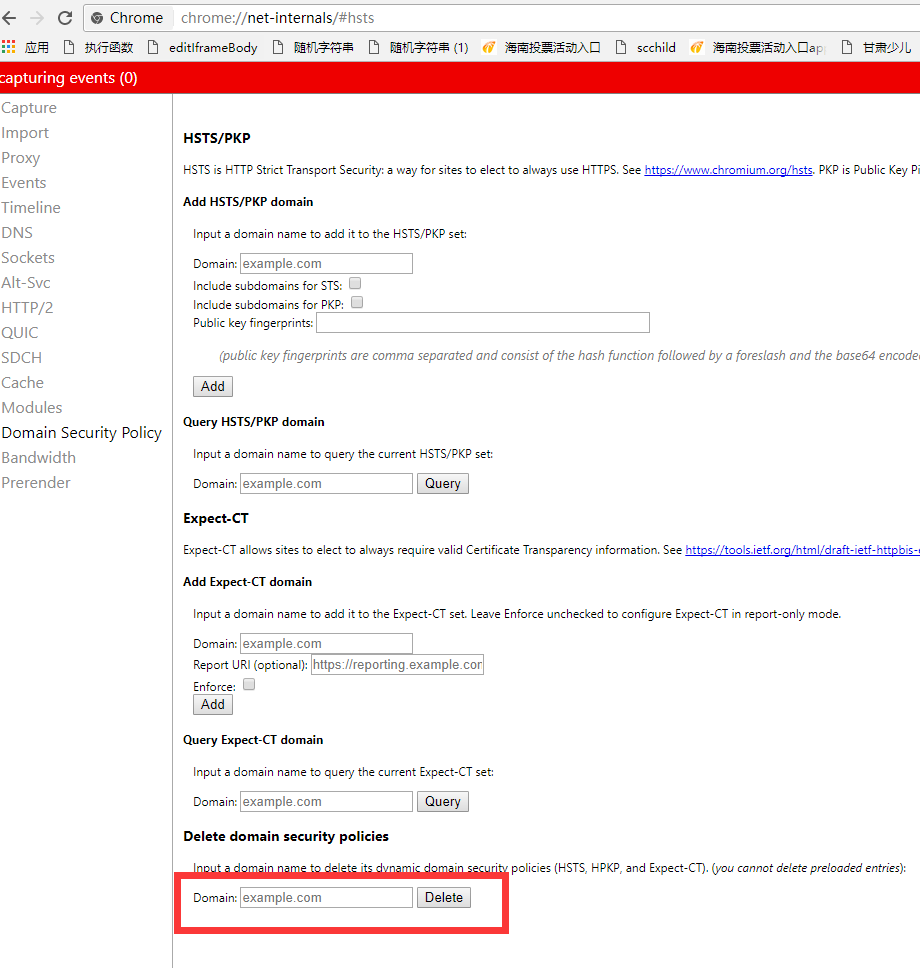 Chrome chrome://net-internals/#hsts
应用 执行函数 editIframeBody 随机字符串 随机字符串 (1) 海南投票活动入口 scchild 海南投票活动入口app 甘肃少儿
capturing events (0)
Capture
Import
Proxy
Events
Timeline
DNS
Sockets
Alt-Svc
HTTP/2
QUIC
SDCH
Cache
Modules
Domain Security Policy
Bandwidth
Prerender
HSTS/PKP
HSTS is HTTP Strict Transport Security: a way for sites to elect to always use HTTPS. See https://www.chromium.org/hsts. PKP is Public Key Pi
Add HSTS/PKP domain
Input a domain name to add it to the HSTS/PKP set:
Domain: example.com
Include subdomains for STS:
Include subdomains for PKP:
Public key fingerprints:
(public key fingerprints are comma separated and consist of the hash function followed by a foreslash and the base64 encoded
Add
Query HSTS/PKP domain
Input a domain name to query the current HSTS/PKP set:
Domain: example.com Query
Expect-CT
Expect-CT allows sites to elect to always require valid Certificate Transparency information. See https://tools.ietf.org/html/draft-ietf-httpbis-e
Add Expect-CT domain
Input a domain name to add it to the Expect-CT set. Leave Enforce unchecked to configure Expect-CT in report-only mode.
Domain: example.com
Report URI (optional): https://reporting.example.cor
Enforce:
Add
Query Expect-CT domain
Input a domain name to query the current Expect-CT set:
Domain: example.com Query
Delete domain security policies
Input a domain name to delete its dynamic domain security policies (HSTS, HPKP, and Expect-CT). (you cannot delete preloaded entries):
Domain: example.com Delete